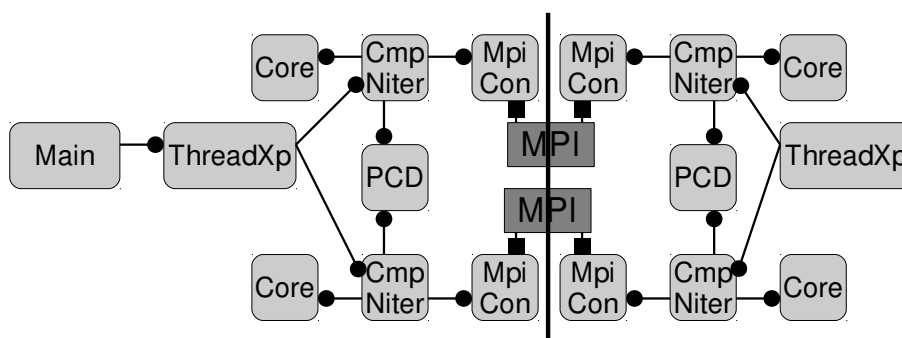 Core
Cmp
Niter
Mpi
Con
Mpi
Con
Cmp
Niter
Core
Main
ThreadXp
PCD
MPI
MPI
PCD
ThreadXp
Core
Cmp
Niter
Mpi
Con
Mpi
Con
Cmp
Niter
Core